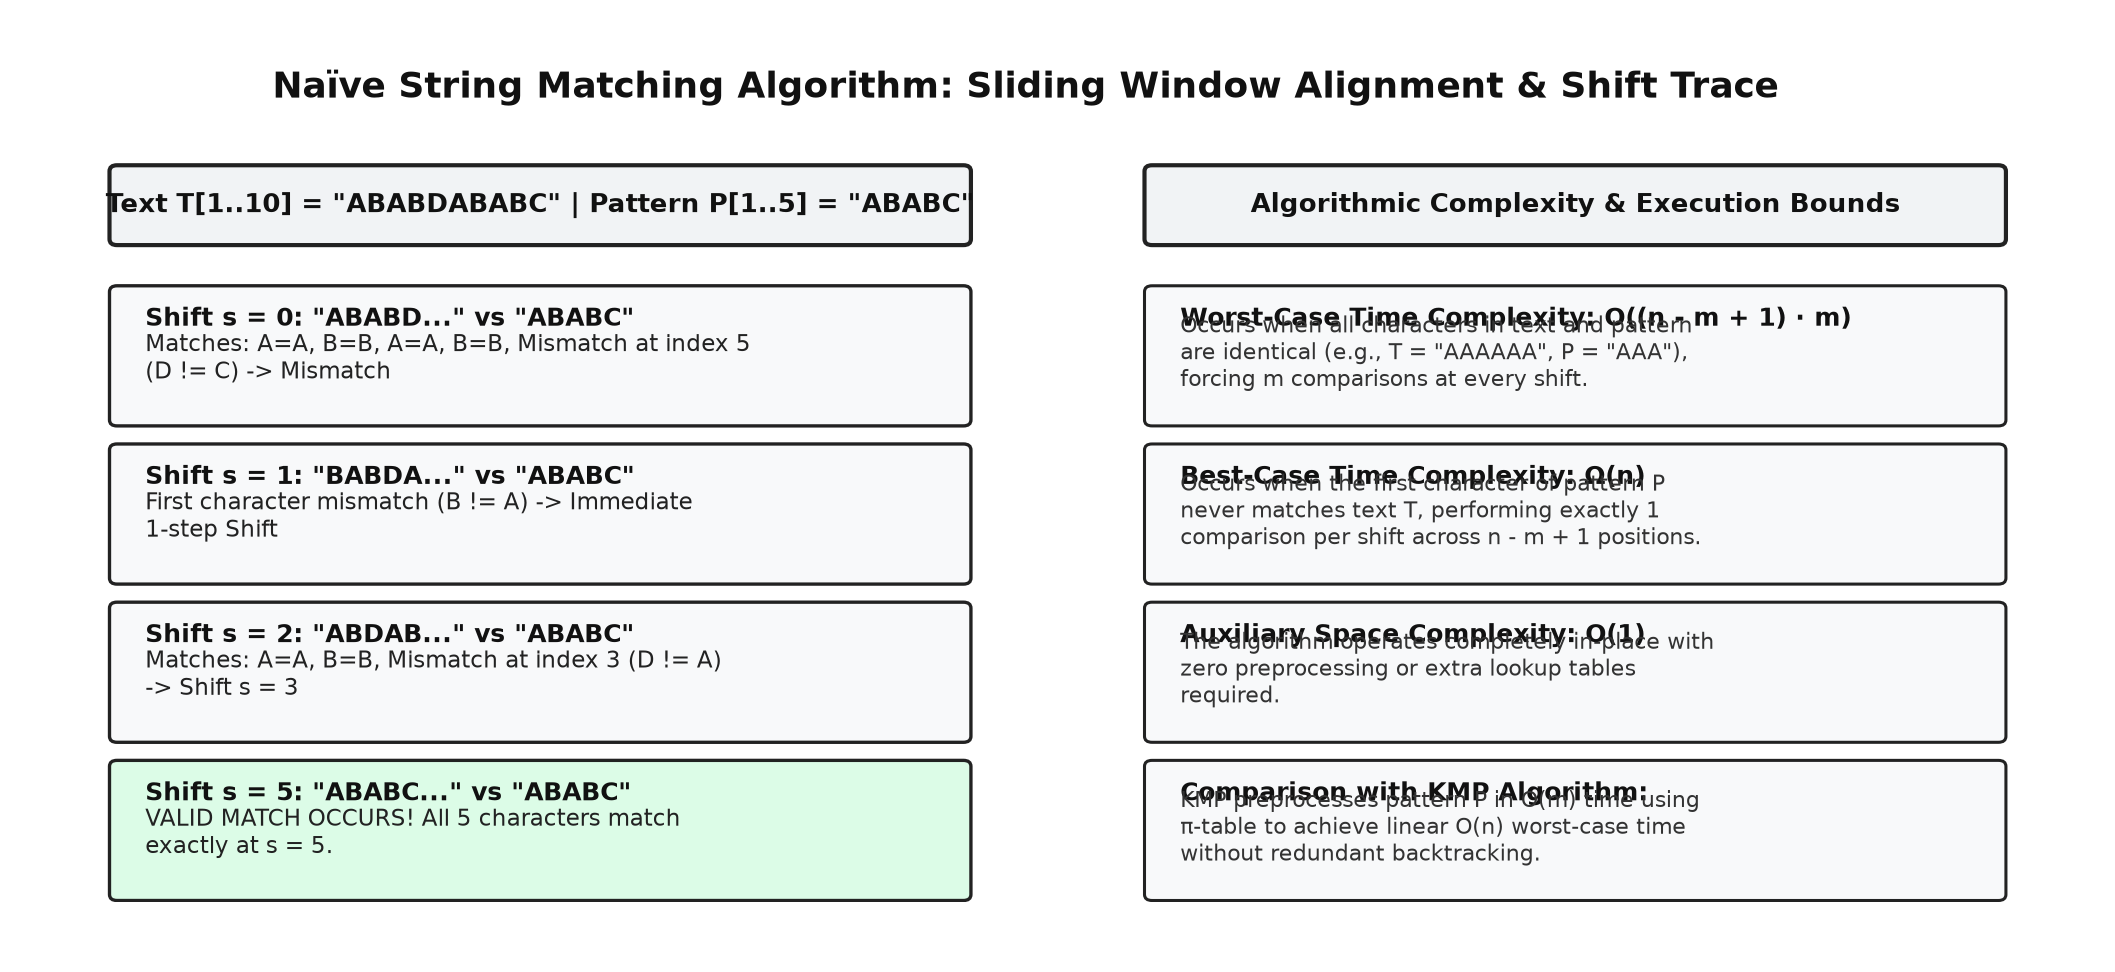 Naïve String Matching Algorithm: Sliding Window Alignment & Shift Trace
Text T[1..10] = "ABABDABABC" | Pattern P[1..5] = "ABABC"
Shift s = 0: "ABABD..." vs "ABABC"
Matches: A=A, B=B, A=A, B=B, Mismatch at index 5
(D != C) -> Mismatch
Shift s = 1: "BABDA..." vs "ABABC"
First character mismatch (B != A) -> Immediate
1-step Shift
Shift s = 2: "ABDAB..." vs "ABABC"
Matches: A=A, B=B, Mismatch at index 3 (D != A)
-> Shift s = 3
Shift s = 5: "ABABC..." vs "ABABC"
VALID MATCH OCCURS! All 5 characters match
exactly at s = 5.
Algorithmic Complexity & Execution Bounds
Worst-Case Time Complexity: O((n - m + 1) · m)
Occurs when all characters in text and pattern
are identical (e.g., T = "AAAAAA", P = "AAA"),
forcing m comparisons at every shift.
Best-Case Time Complexity: O(n)
Occurs when the first character of pattern P
never matches text T, performing exactly 1
comparison per shift across n - m + 1 positions.
Auxiliary Space Complexity: O(1)
The algorithm operates completely in-place with
zero preprocessing or extra lookup tables
required.
Comparison with KMP Algorithm:
KMP preprocesses pattern P in O(m) time using
π-table to achieve linear O(n) worst-case time
without redundant backtracking.